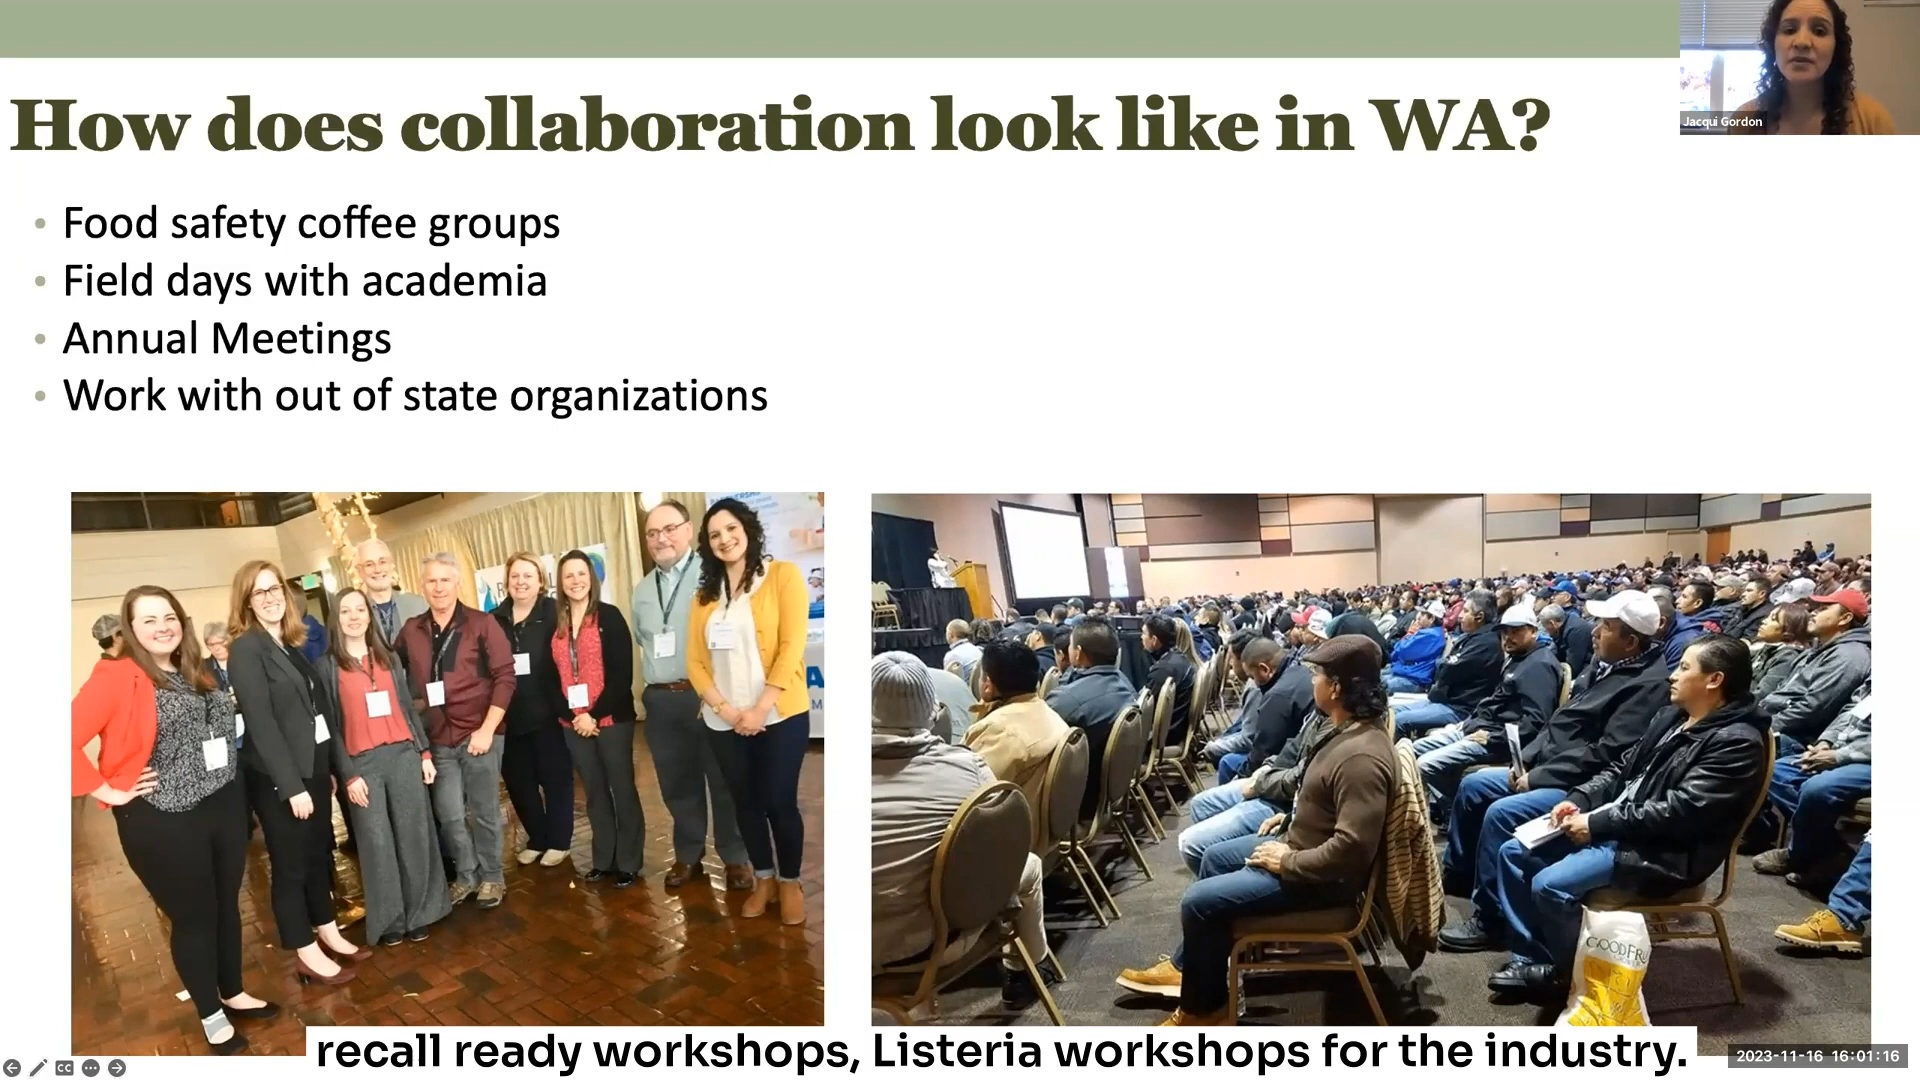 How does collaboration look like in WA?
Jacqui Gordon
• Food safety coffee groups
• Field days with academia
• Annual Meetings
• Work with out of state organizations
GOODFR
recall ready workshops, Listeria workshops for the industry.
2023-11-16 16:01:16